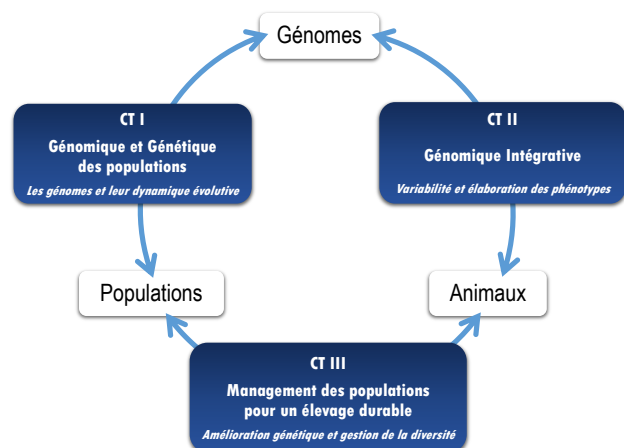 Génomes
CT I
Génomique et Génétique
des populations
Les génomes et leur dynamique évolutive
CT II
Génomique Intégrative
Variabilité et élaboration des phénotypes
Populations
Animaux
CT III
Management des populations
pour un élevage durable
Amélioration génétique et gestion de la diversité